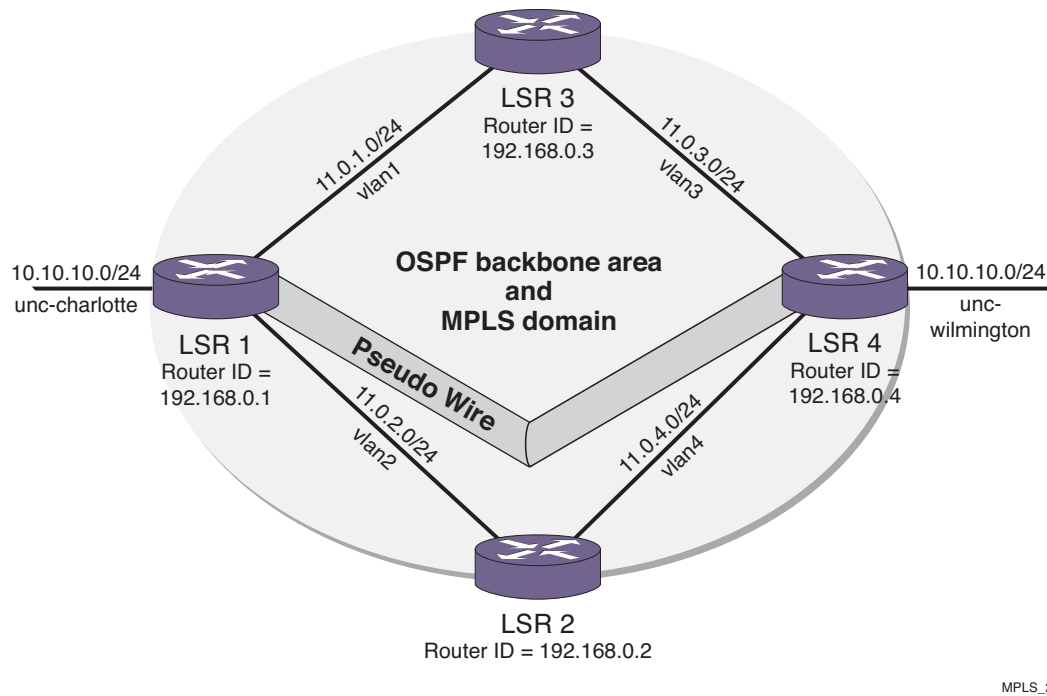 LSR 3
Router ID =
192.168.0.3
11.0.1.0/24
vlan1
11.0.3.0/24
vlan3
10.10.10.0/24
unc-charlotte
OSPF backbone area
and
MPLS domain
10.10.10.0/24
unc-
wilmington
LSR 1
Router ID =
192.168.0.1
Pseudo Wire
LSR 4
Router ID =
192.168.0.4
11.0.2.0/24
vlan2
11.0.4.0/24
vlan4
LSR 2
Router ID = 192.168.0.2